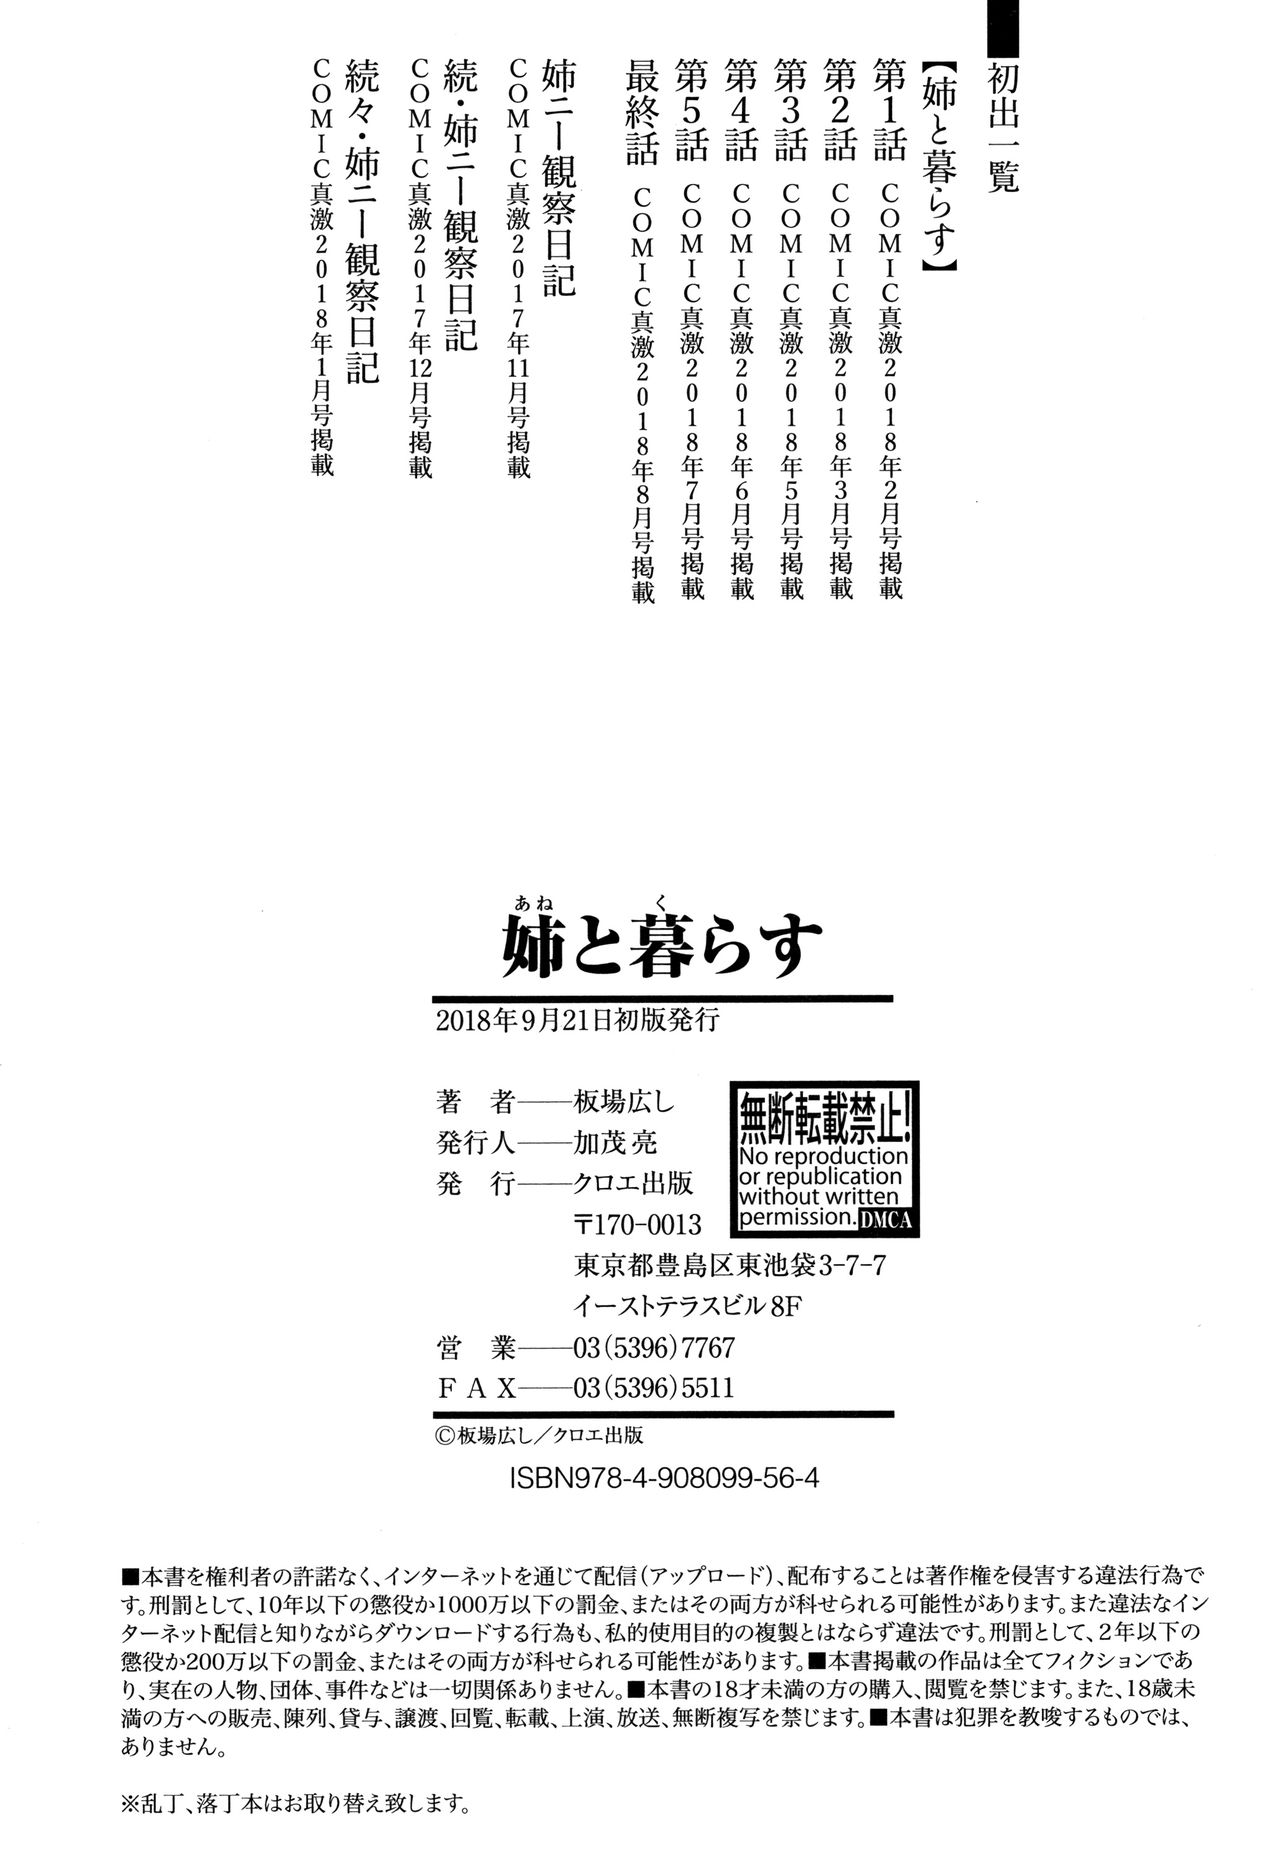 初出一覧
【姉と暮らす】
第1話 COMIC真激2018年2月号掲載
第2話 COMIC真激2018年3月号掲載
第3話 COMIC真激2018年5月号掲載
第4話 COMIC真激2018年6月号掲載
第5話 COMIC真激2018年7月号掲載
最終話 COMIC真激2018年8月号掲載
姉ニー観察日記
COMIC真激2017年11月号掲載
続・姉ニー観察日記
COMIC真激2017年12月号掲載
続々・姉ニー観察日記
COMIC真激2018年1月号掲載
あね く
姉と暮らす
2018年9月21日初版発行
著 者――板場広し
発行人――加茂亮
発 行――クロエ出版
〒170-0013
東京都豊島区東池袋3-7-7
イーストテラスビル8F
営 業――03(5396)7767
FAX――03(5396)5511
無断転載禁止!
No reproduction
or republication
without written
permission. DMCA
©板場広し/クロエ出版
ISBN978-4-908099-56-4
■本書を権利者の許諾なく、インターネットを通じて配信(アップロード)、配布することは著作権を侵害する違法行為で
す。刑罰として、10年以下の懲役か1000万以下の罰金、またはその両方が科せられる可能性があります。また違法なイン
ターネット配信と知りながらダウンロードする行為も、私的使用目的の複製とはならず違法です。刑罰として、2年以下の
懲役か200万以下の罰金、またはその両方が科せられる可能性があります。■本書掲載の作品は全てフィクションであ
り、実在の人物、団体、事件などは一切関係ありません。■本書の18才未満の方の購入、閲覧を禁じます。また、18歳未
満の方への販売、陳列、貸与、譲渡、回覧、転載、上演、放送、無断複写を禁じます。■本書は犯罪を教唆するものでは、
ありません。
※乱丁、落丁本はお取り替え致します。